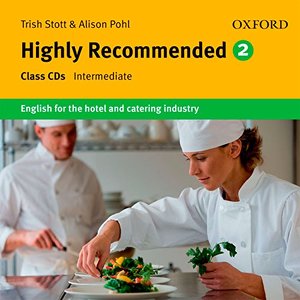 Trish Stott & Alison Pohl
OXFORD
Highly Recommended 2
Class CDs Intermediate
English for the hotel and catering industry